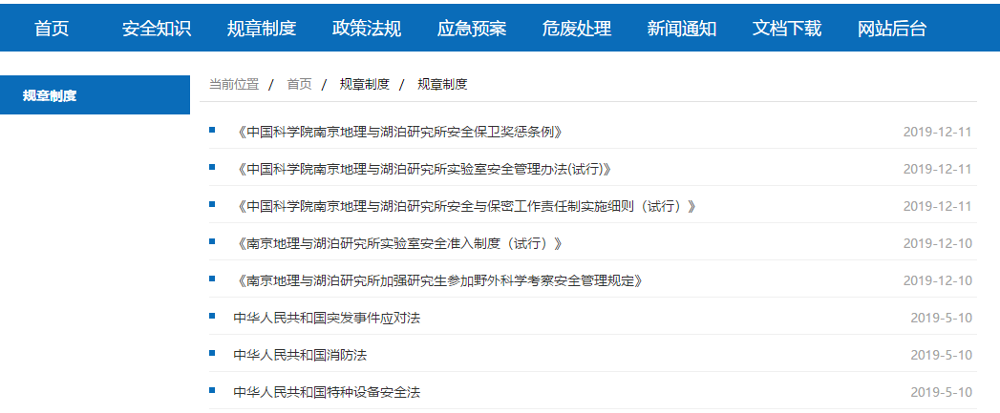 首页 安全知识 规章制度 政策法规 应急预案 危废处理 新闻通知 文档下载 网站后台
规章制度
当前位置 / 首页 / 规章制度 / 规章制度
《中国科学院南京地理与湖泊研究所安全保卫奖惩条例》 2019-12-11
《中国科学院南京地理与湖泊研究所实验室安全管理办法(试行)》 2019-12-11
《中国科学院南京地理与湖泊研究所安全与保密工作责任制实施细则（试行）》 2019-12-11
《南京地理与湖泊研究所实验室安全准入制度（试行）》 2019-12-10
《南京地理与湖泊研究所加强研究生参加野外科学考察安全管理规定》 2019-12-10
中华人民共和国突发事件应对法 2019-5-10
中华人民共和国消防法 2019-5-10
中华人民共和国特种设备安全法 2019-5-10